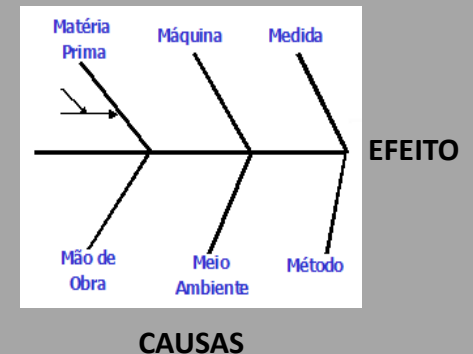 Matéria
Prima
Máquina
Medida
EFEITO
Mão de
Obra
Meio
Ambiente
Método
CAUSAS